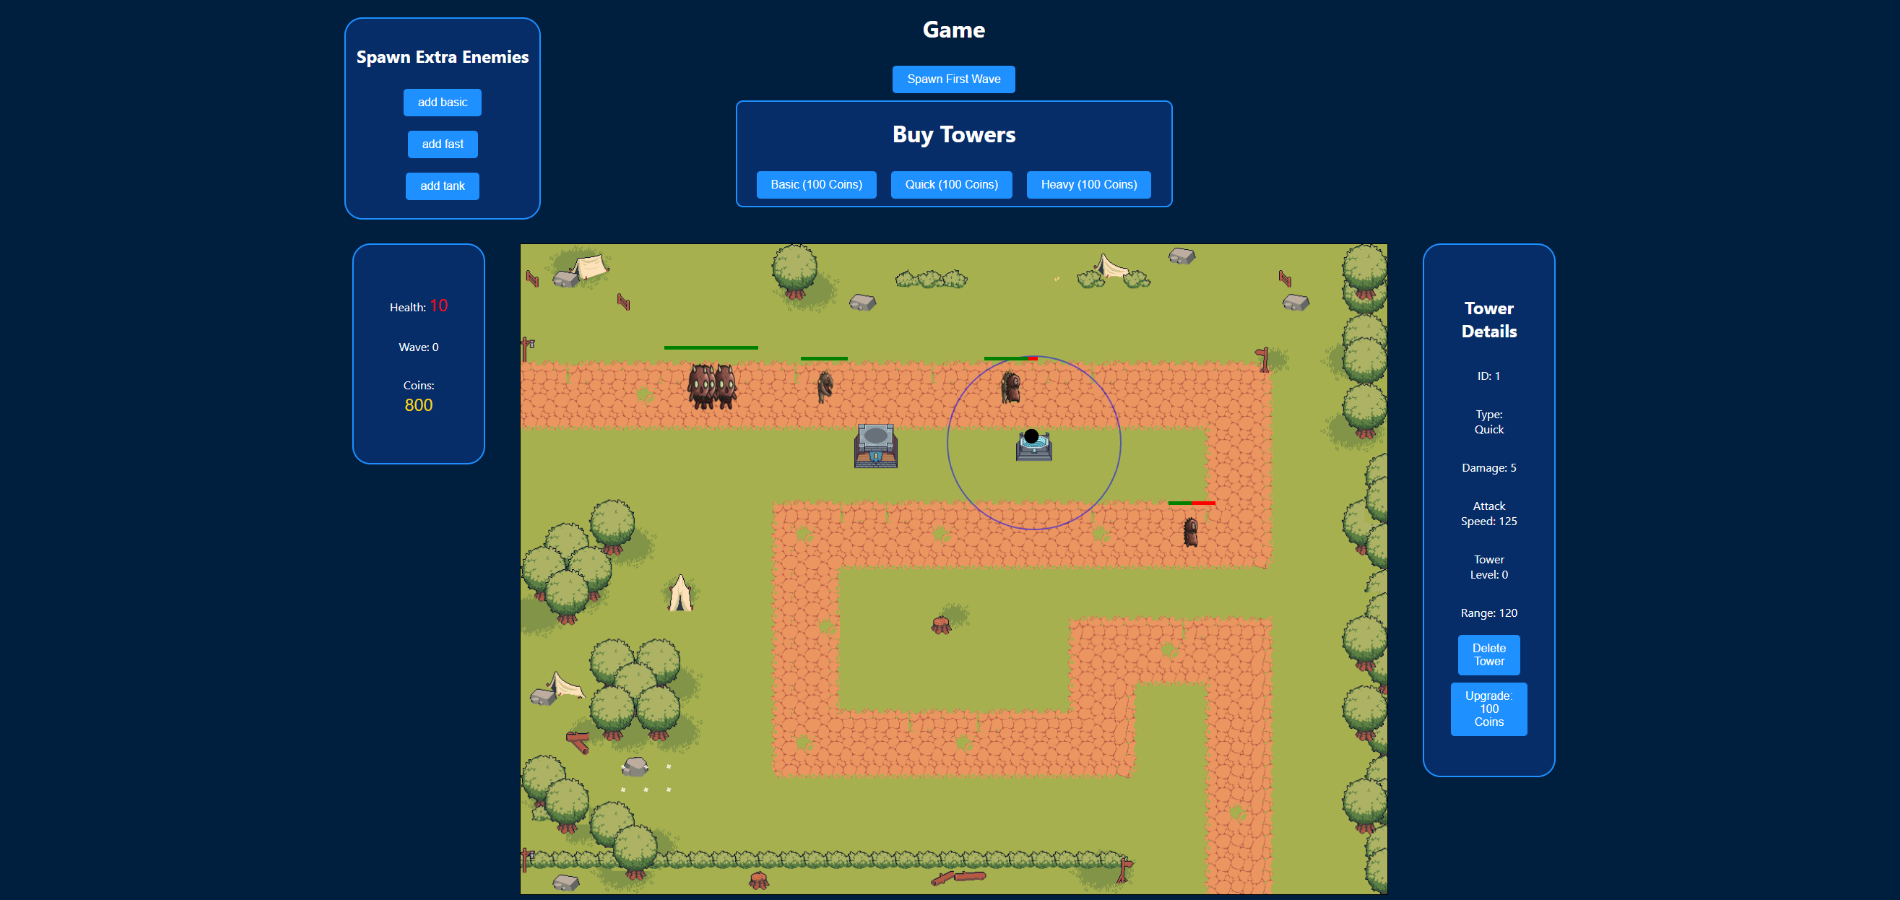 Spawn Extra Enemies
add basic
add fast
add tank
Game
Spawn First Wave
Buy Towers
Basic (100 Coins)
Quick (100 Coins)
Heavy (100 Coins)
Health: 10
Wave: 0
Coins:
800
Tower
Details
ID: 1
Type:
Quick
Damage: 5
Attack
Speed: 125
Tower
Level: 0
Range: 120
Delete
Tower
Upgrade:
100
Coins